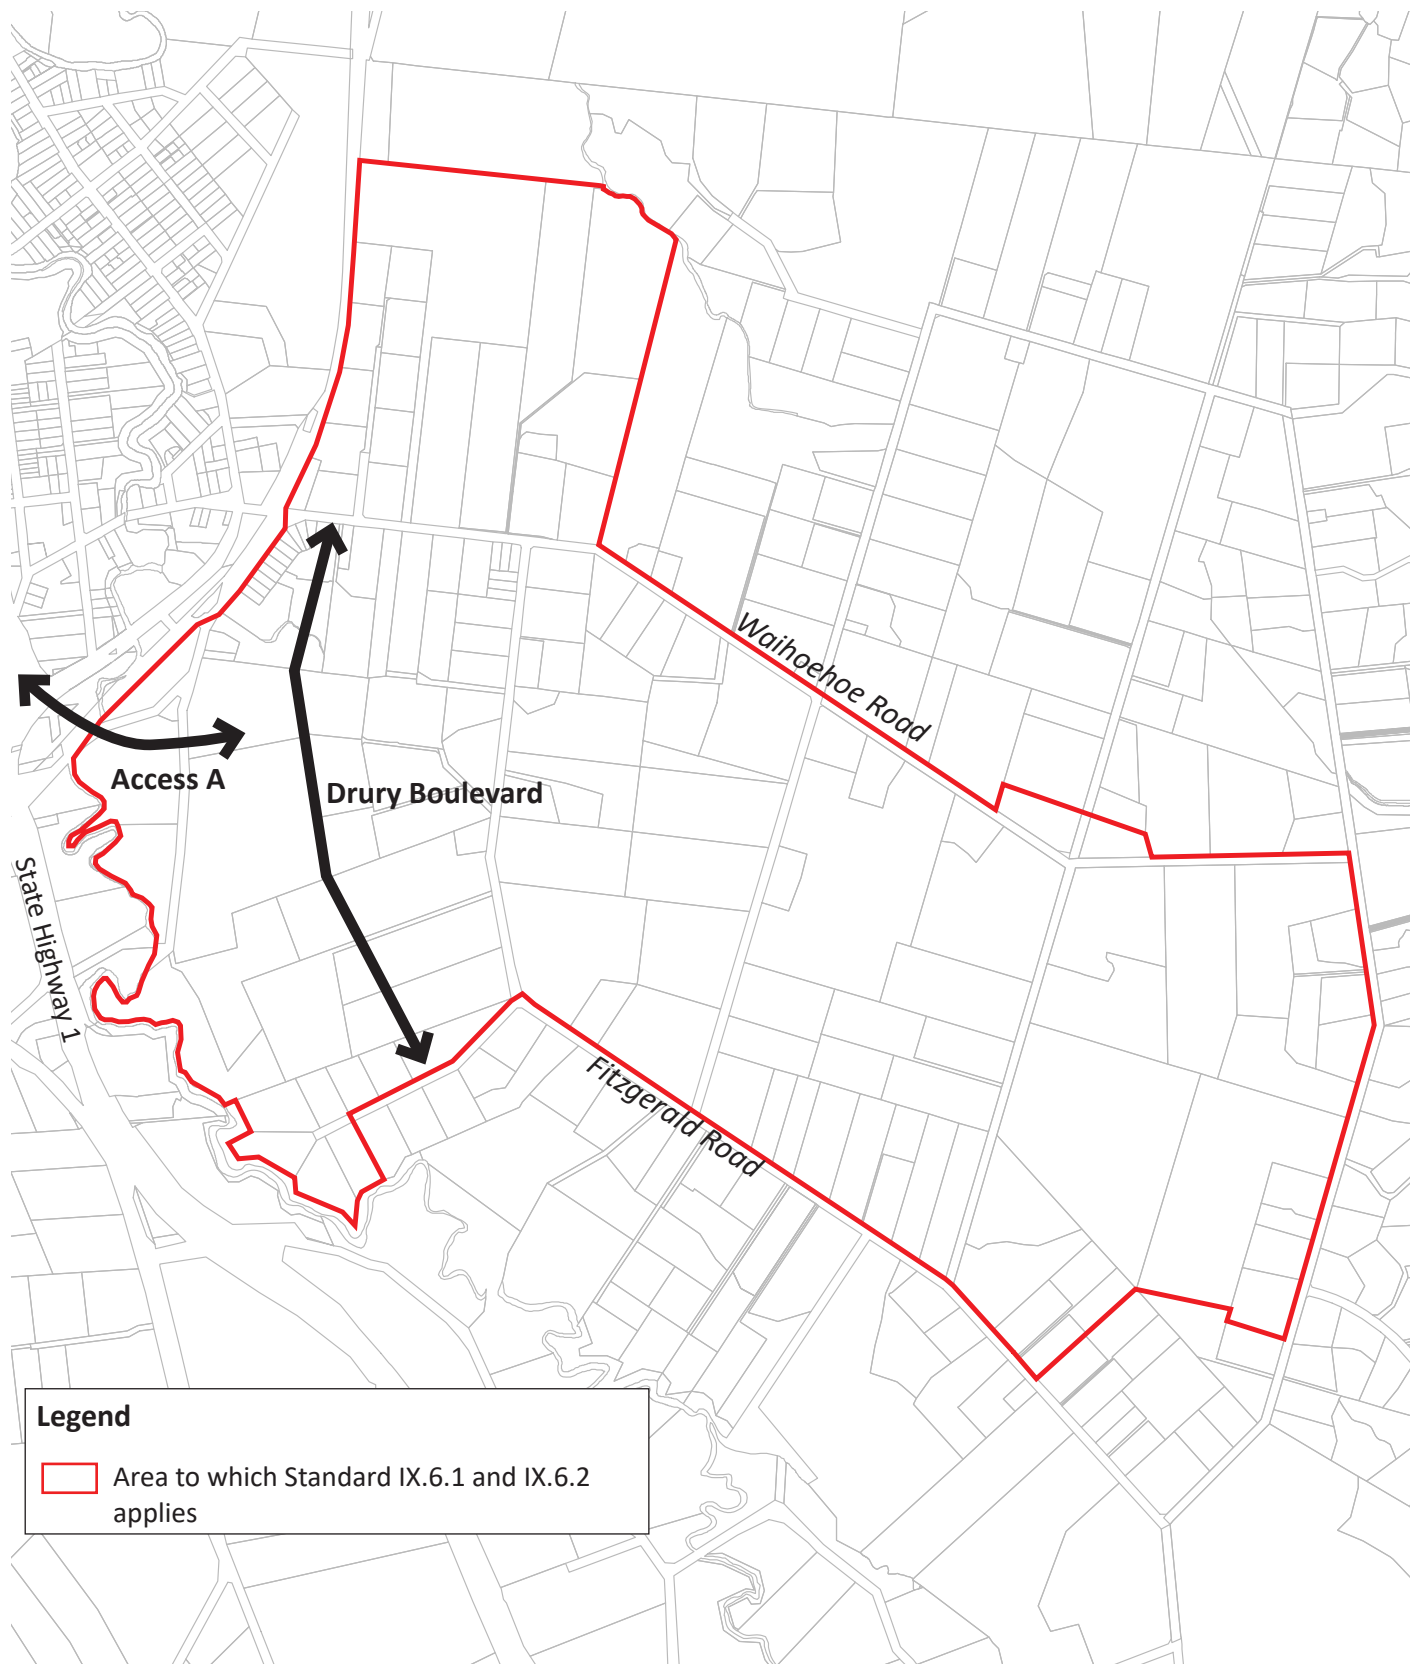 Waihoehoe Road
Access A
Drury Boulevard
State Highway 1
Fitzgerald Road
Legend
Area to which Standard IX.6.1 and IX.6.2
applies